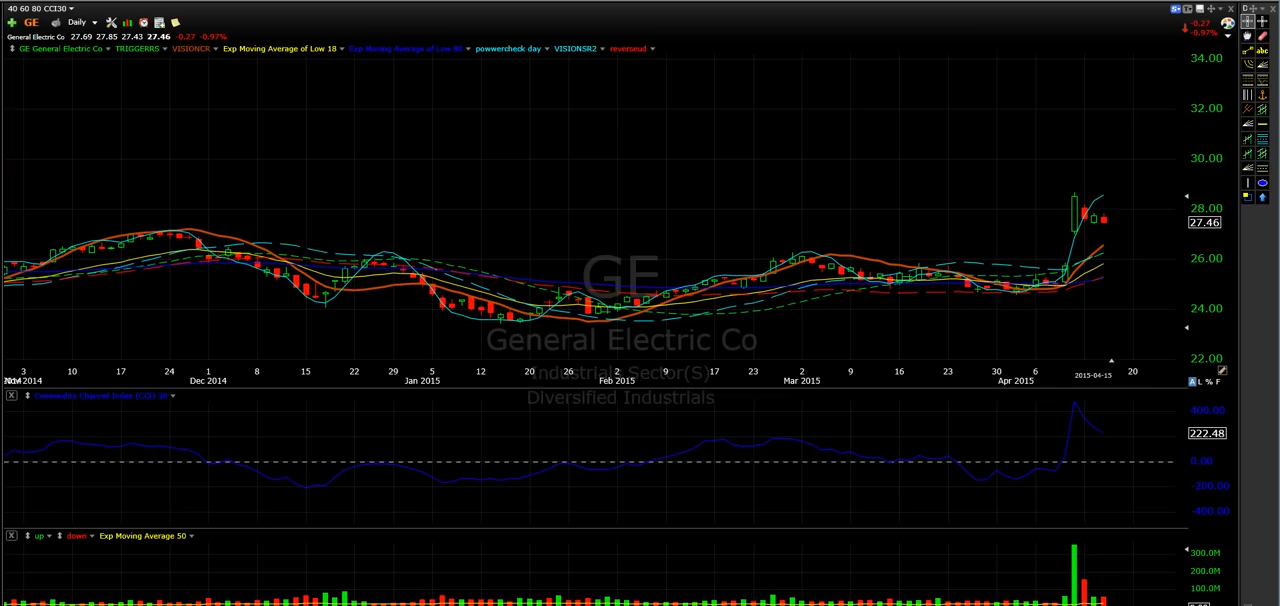 40 60 80 CCI30
GE Daily
General Electric Co 27.69 27.85 27.43 27.46 -0.27 -0.97%
-0.27
-0.97%
GE General Electric Co TRIGGERRS VISIONCR Exp Moving Average of Low 18 Exp Moving Average of Low 80 powwercheck day VISIONSR2 reverseud
abc
34.00
32.00
30.00
28.00
27.46
26.00
24.00
22.00
GE
General Electric Co
Industrials Sector(S)
Diversified Industrials
3 10 17 24 1 8 15 22 29 5 12 20 26 2 9 17 23 2 9 16 23 30 6 2015-04-15 20
Nov 2014 Dec 2014 Jan 2015 Feb 2015 Mar 2015 Apr 2015
A L % F
X Commodity Channel Index (CCI) 30
400.00
222.48
0.00
-200.00
-400.00
X up down Exp Moving Average 50
300.0M
200.0M
100.0M